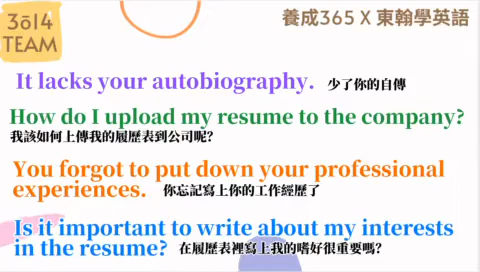 3ō14
TEAM
養成365 X 東翰學英語
It lacks your autobiography. 少了你的自傳
How do I upload my resume to the company?
我該如何上傳我的履歷表到公司呢?
You forgot to put down your professional
experiences. 你忘記寫上你的工作經歷了
Is it important to write about my interests
in the resume? 在履歷表裡寫上我的嗜好很重要嗎?